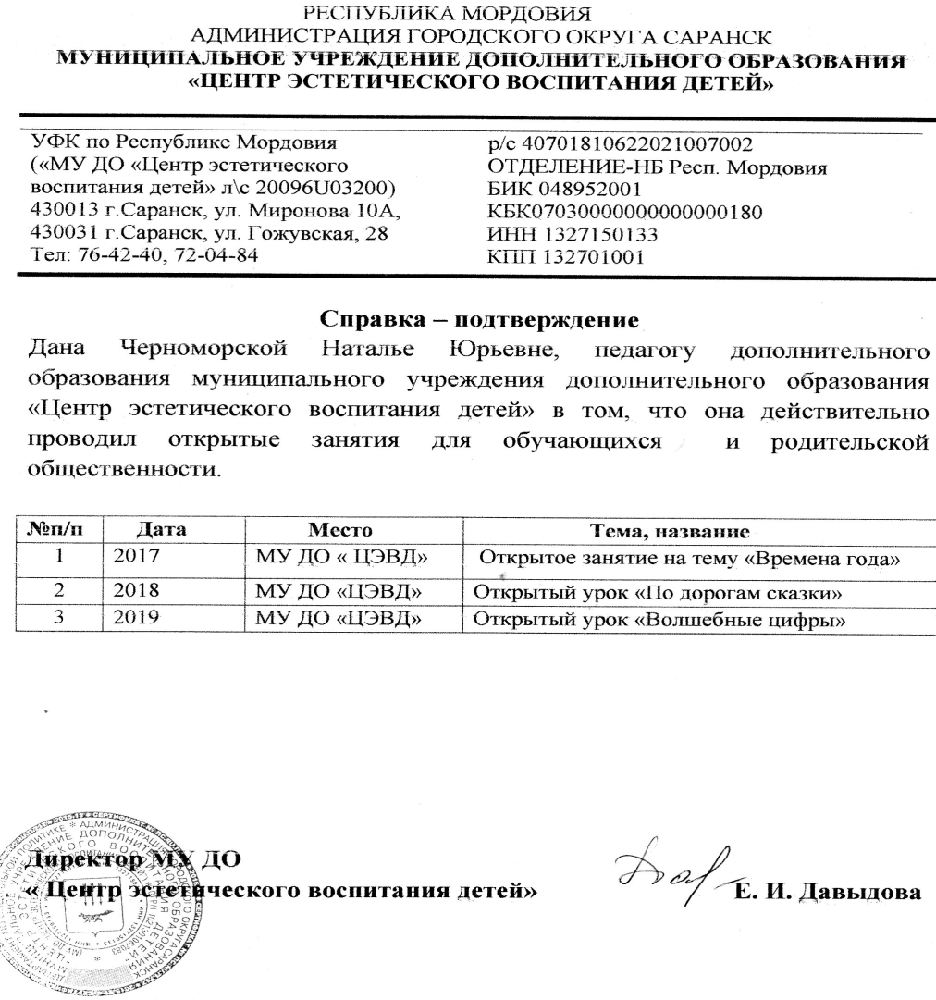 РЕСПУБЛИКА МОРДОВИЯ
АДМИНИСТРАЦИЯ ГОРОДСКОГО ОКРУГА САРАНСК
МУНИЦИПАЛЬНОЕ УЧРЕЖДЕНИЕ ДОПОЛНИТЕЛЬНОГО ОБРАЗОВАНИЯ
«ЦЕНТР ЭСТЕТИЧЕСКОГО ВОСПИТАНИЯ ДЕТЕЙ»
УФК по Республике Мордовия
(«МУ ДО «Центр эстетического
воспитания детей» л\с 20096U03200)
430013 г.Саранск, ул. Миронова 10А,
430031 г.Саранск, ул. Гожувская, 28
Тел: 76-42-40, 72-04-84
р/с 40701810622021007002
ОТДЕЛЕНИЕ-НБ Респ. Мордовия
БИК 048952001
КБК07030000000000000180
ИНН 1327150133
КПП 132701001
Справка – подтверждение
Дана Черноморской Наталье Юрьевне, педагогу дополнительного
образования муниципального учреждения дополнительного образования
«Центр эстетического воспитания детей» в том, что она действительно
проводил открытые занятия для обучающихся и родительской
общественности.
№п/п Дата Место Тема, название
1 2017 МУ ДО « ЦЭВД» Открытое занятие на тему «Времена года»
2 2018 МУ ДО «ЦЭВД» Открытый урок «По дорогам сказки»
3 2019 МУ ДО «ЦЭВД» Открытый урок «Волшебные цифры»
Директор МУ ДО
« Центр эстетического воспитания детей» Е. И. Давыдова